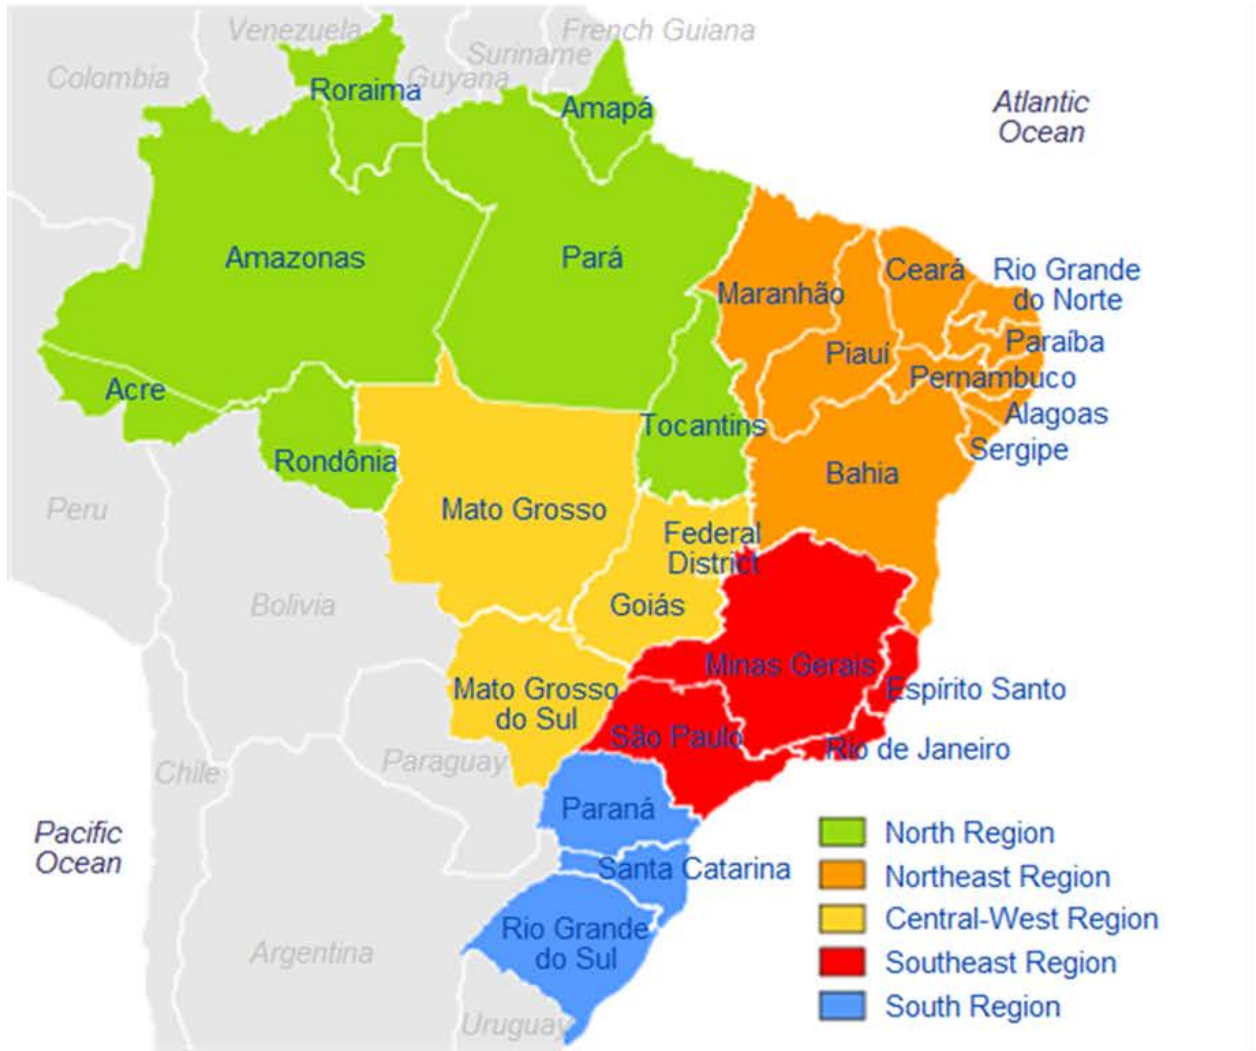 Venezuela
French Guiana
Suriname
Colombia
Guyana
Roraima
Amapá
Atlantic
Ocean
Amazonas
Pará
Ceará
Rio Grande
do Norte
Maranhão
Paraíba
Piauí
Pernambuco
Acre
Alagoas
Tocantins
Sergipe
Rondônia
Bahia
Peru
Mato Grosso
Federal
District
Bolivia
Goiás
Minas Gerais
Mato Grosso
do Sul
Espírito Santo
São Paulo
Rio de Janeiro
Paraguay
Chile
Paraná
Pacific
Ocean
North Region
Santa Catarina
Northeast Region
Central-West Region
Rio Grande
do Sul
Argentina
Southeast Region
South Region
Uruguay